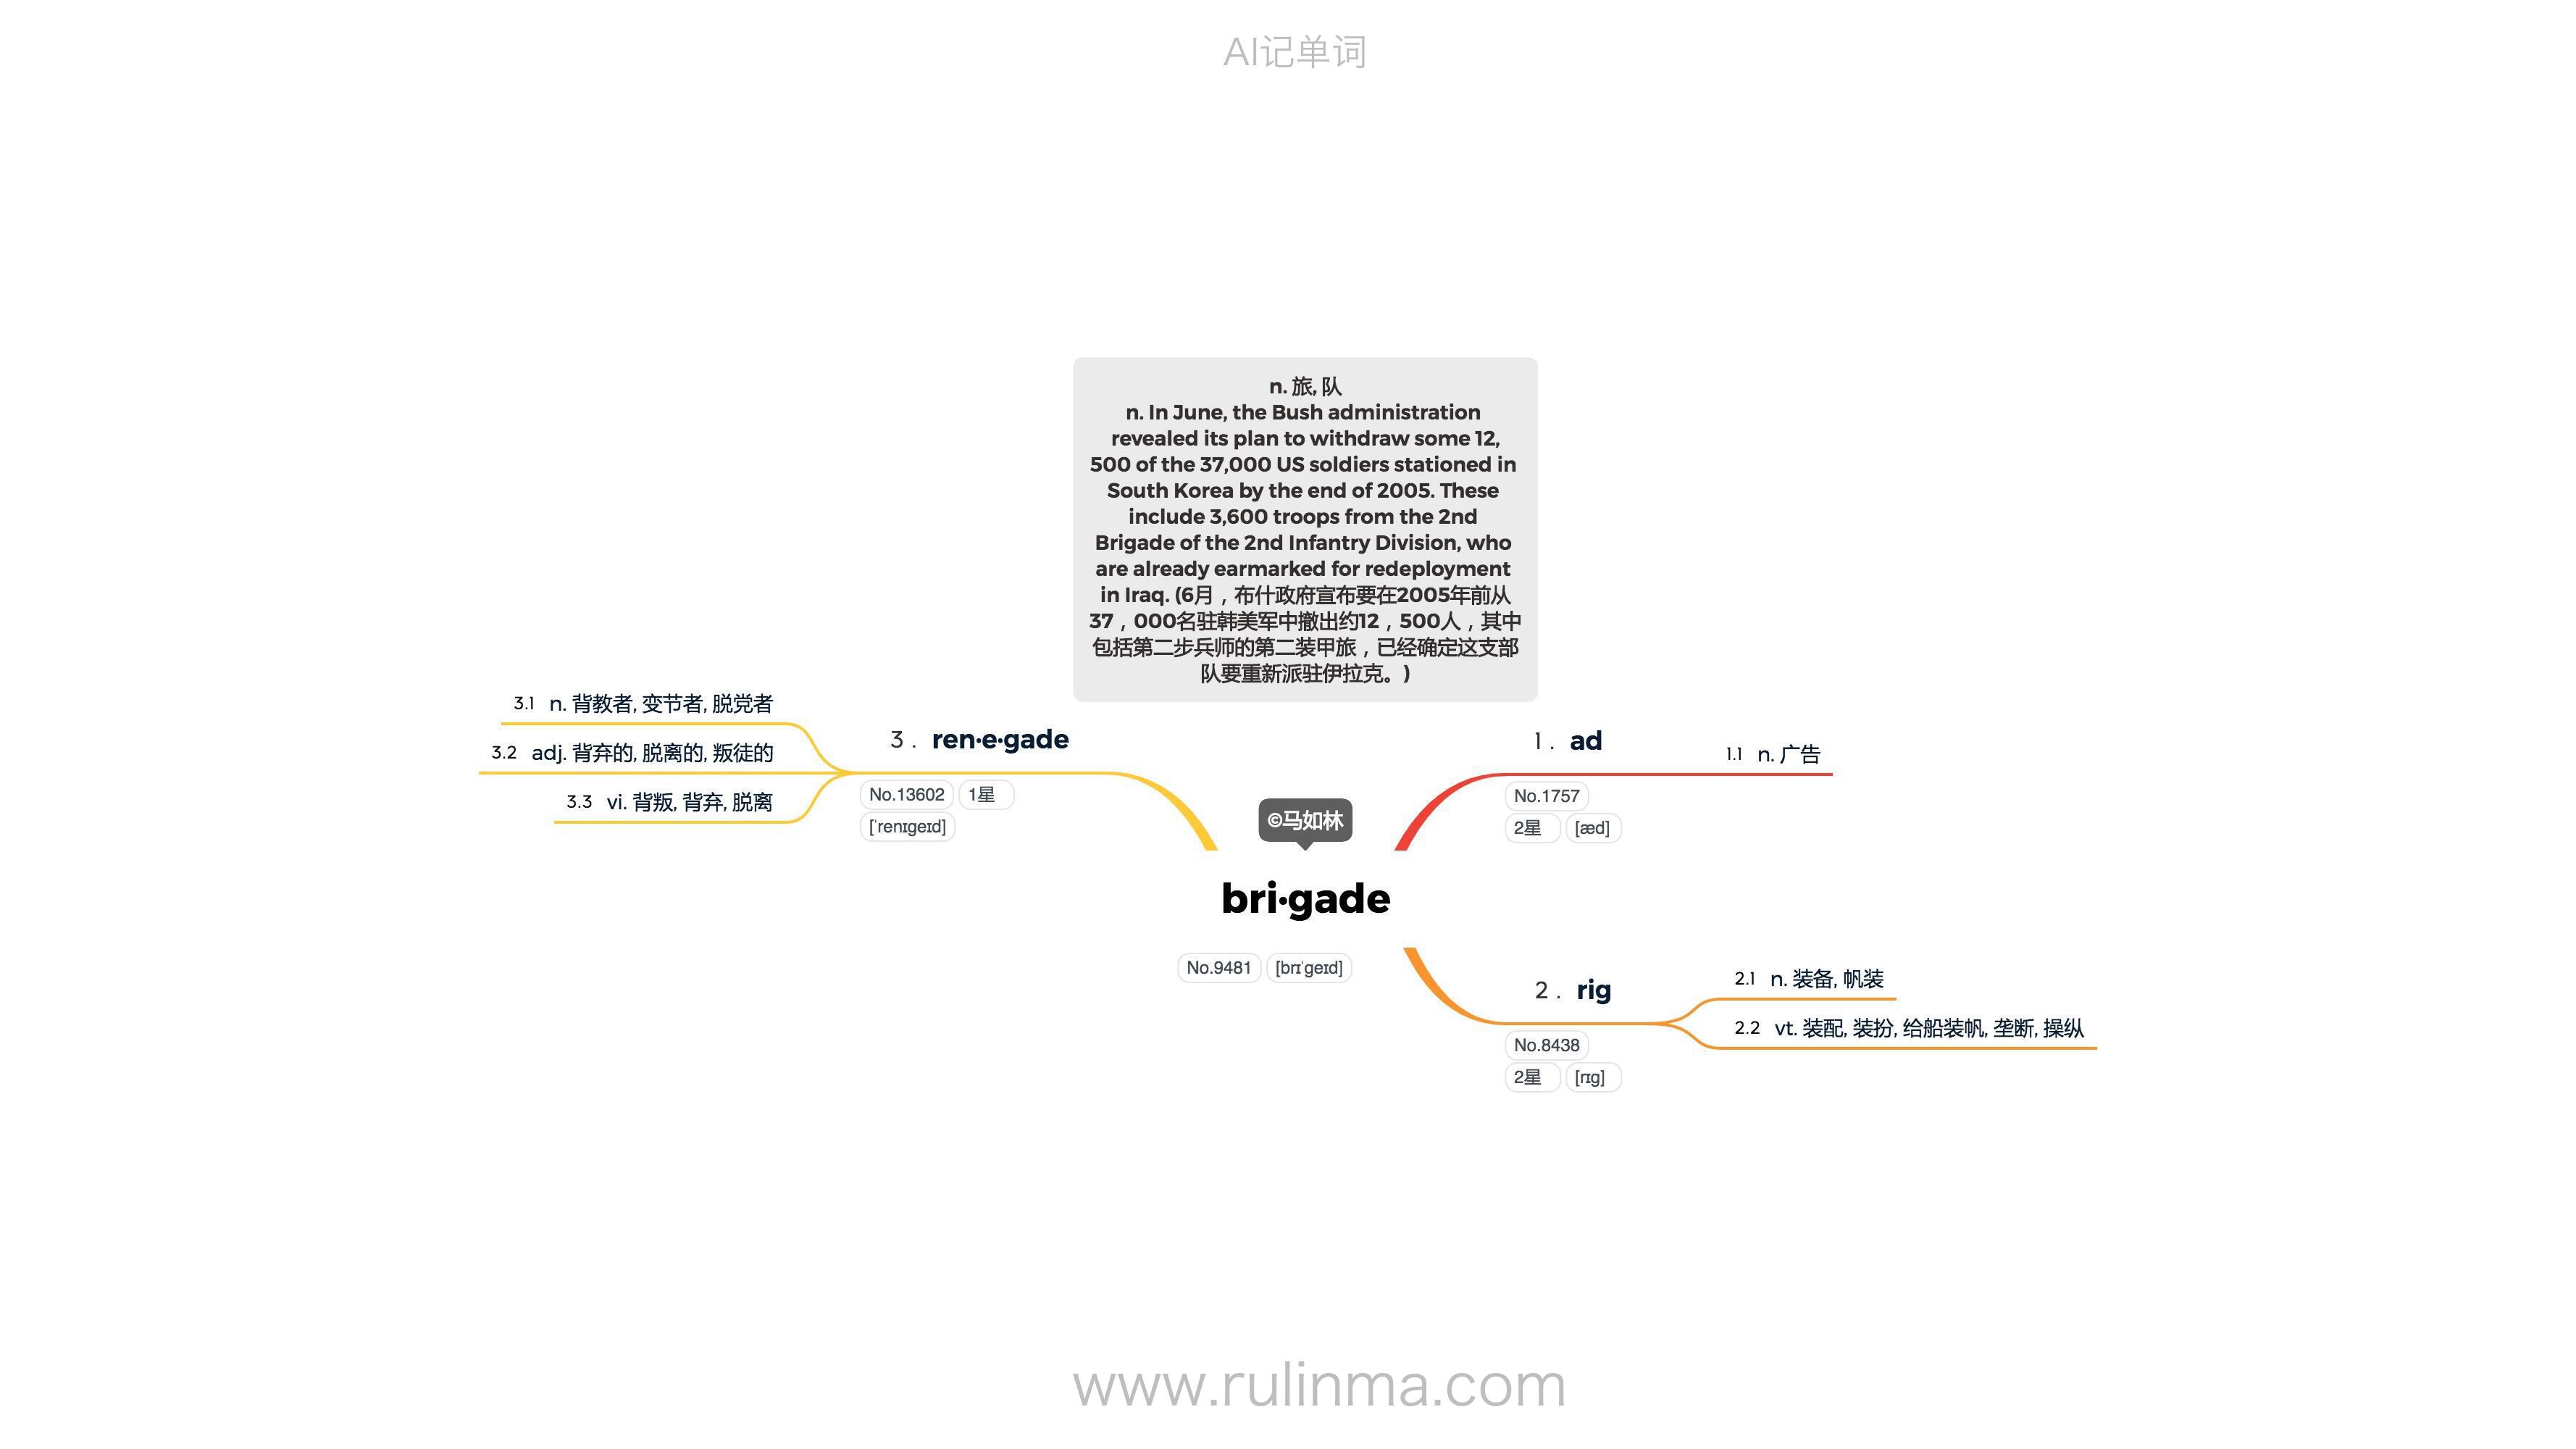 AI记单词
n. 旅, 队
n. In June, the Bush administration
revealed its plan to withdraw some 12,
500 of the 37,000 US soldiers stationed in
South Korea by the end of 2005. These
include 3,600 troops from the 2nd
Brigade of the 2nd Infantry Division, who
are already earmarked for redeployment
in Iraq. (6月，布什政府宣布要在2005年前从
37，000名驻韩美军中撤出约12，500人，其中
包括第二步兵师的第二装甲旅，已经确定这支部
队要重新派驻伊拉克。)
©马如林
bri·gade
No.9481 [brɪˈgeɪd]
1. ad
No.1757
2星 [æd]
1.1 n. 广告
2. rig
No.8438
2星 [rɪg]
2.1 n. 装备, 帆装
2.2 vt. 装配, 装扮, 给船装帆, 垄断, 操纵
3. ren·e·gade
No.13602 1星
[ˈrenɪgeɪd]
3.1 n. 背教者, 变节者, 脱党者
3.2 adj. 背弃的, 脱离的, 叛徒的
3.3 vi. 背叛, 背弃, 脱离
www.rulinma.com